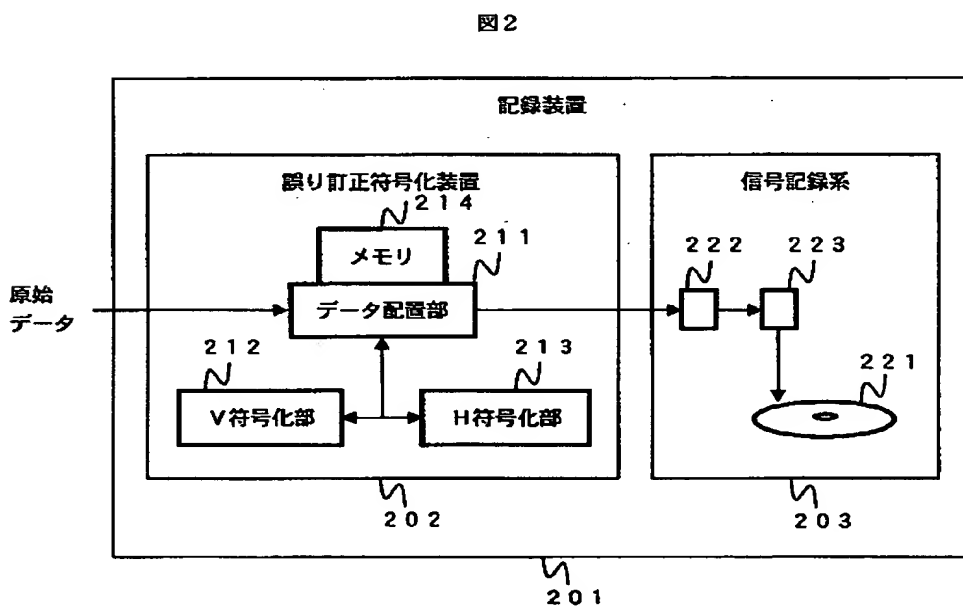 図２
記録装置
誤り訂正符号化装置
信号記録系
２１４
２１１
２２２
２２３
メモリ
原始
データ
データ配置部
２１２
２１３
２２１
Ｖ符号化部
Ｈ符号化部
２０２
２０３
２０１